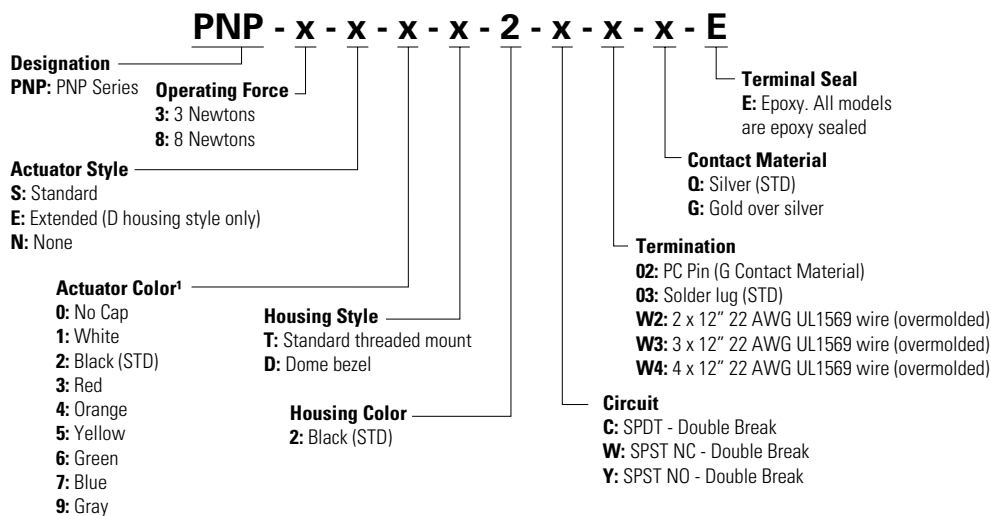 PNP - x - x - x - x - 2 - x - x - x - E
Designation
PNP: PNP Series
Operating Force
3: 3 Newtons
8: 8 Newtons
Actuator Style
S: Standard
E: Extended (D housing style only)
N: None
Actuator Color¹
0: No Cap
1: White
2: Black (STD)
3: Red
4: Orange
5: Yellow
6: Green
7: Blue
9: Gray
Housing Style
T: Standard threaded mount
D: Dome bezel
Housing Color
2: Black (STD)
Circuit
C: SPDT - Double Break
W: SPST NC - Double Break
Y: SPST NO - Double Break
Termination
02: PC Pin (G Contact Material)
03: Solder lug (STD)
W2: 2 x 12” 22 AWG UL1569 wire (overmolded)
W3: 3 x 12” 22 AWG UL1569 wire (overmolded)
W4: 4 x 12” 22 AWG UL1569 wire (overmolded)
Contact Material
Q: Silver (STD)
G: Gold over silver
Terminal Seal
E: Epoxy. All models
are epoxy sealed